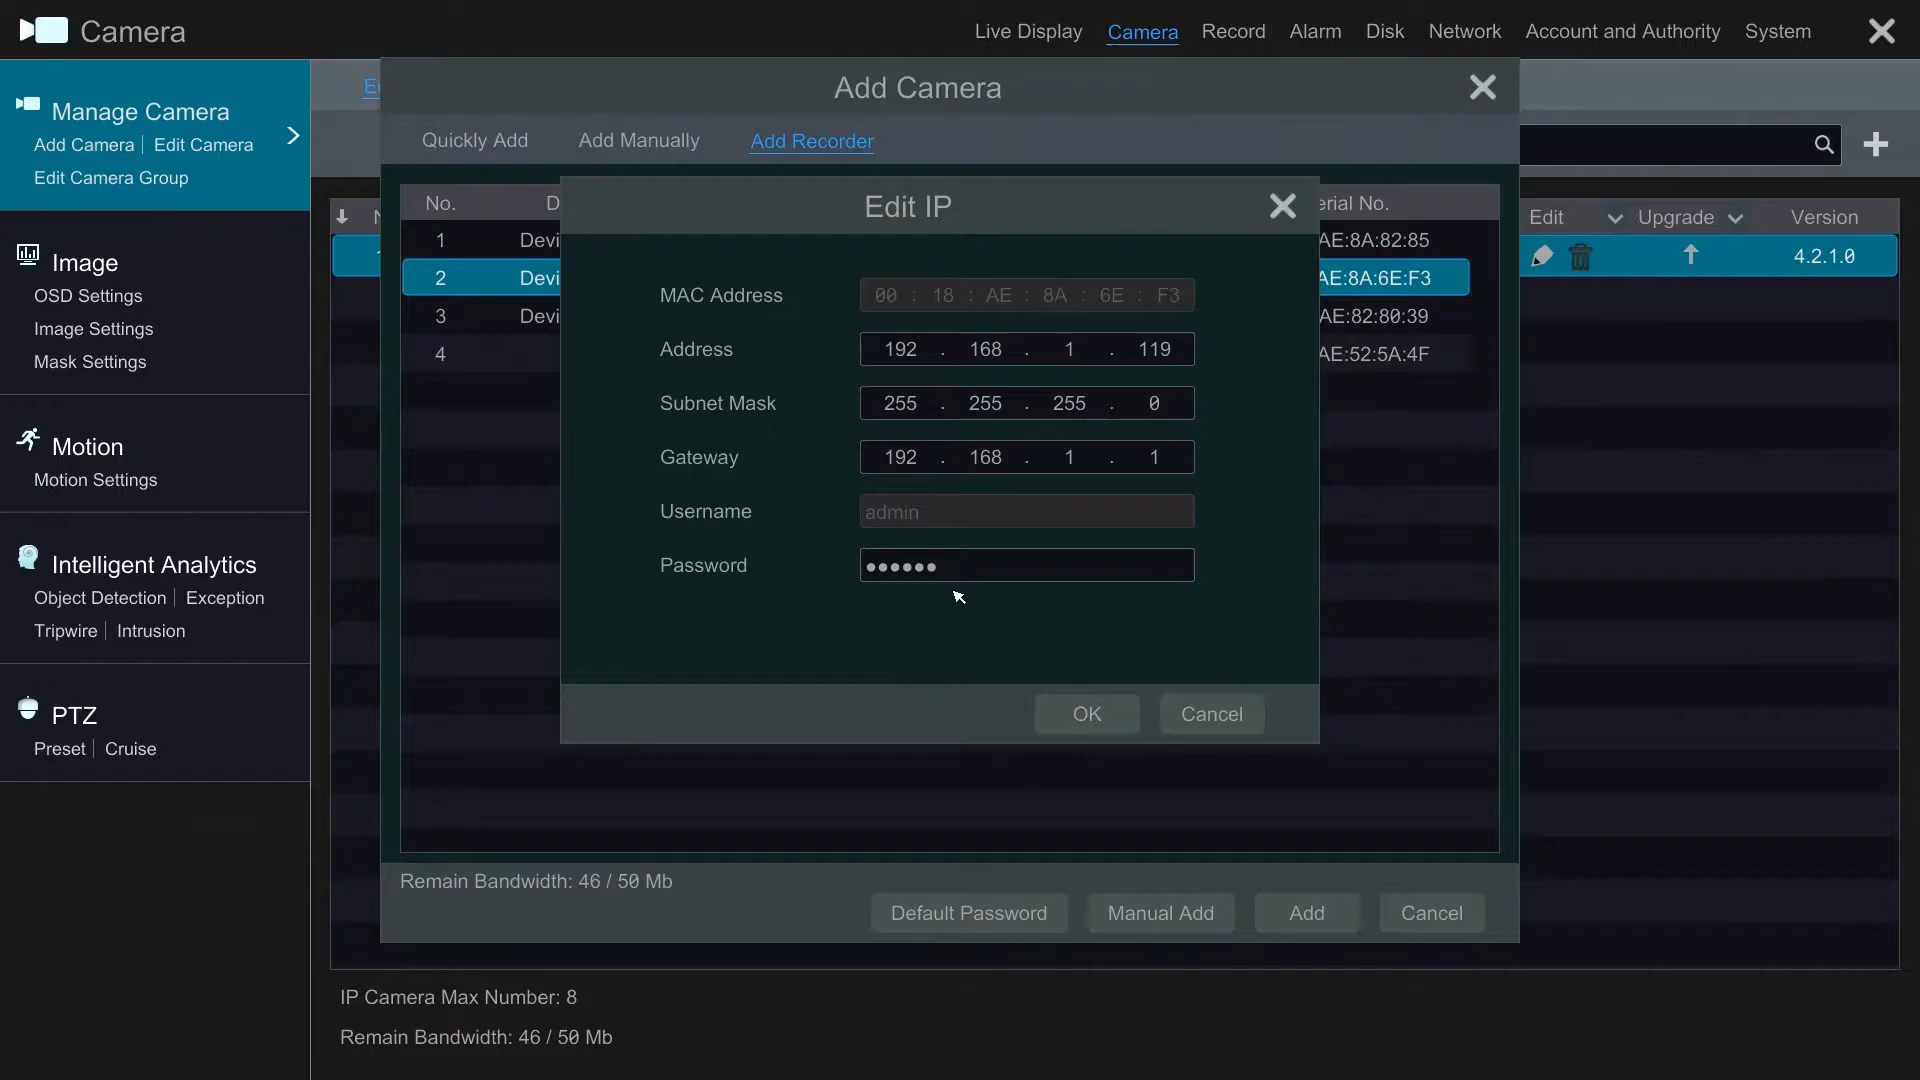 Camera
Live Display Camera Record Alarm Disk Network Account and Authority System
Manage Camera
Add Camera | Edit Camera
Edit Camera Group
Image
OSD Settings
Image Settings
Mask Settings
Motion
Motion Settings
Intelligent Analytics
Object Detection | Exception
Tripwire | Intrusion
PTZ
Preset | Cruise
Add Camera
Quickly Add Add Manually Add Recorder
No. D erial No.
1 Devi AE:8A:82:85
2 Devi AE:8A:6E:F3
3 Devi AE:82:80:39
4 AE:52:5A:4F
Edit Upgrade Version
4.2.1.0
Edit IP
MAC Address 00 : 18 : AE : 8A : 6E : F3
Address 192 . 168 . 1 . 119
Subnet Mask 255 . 255 . 255 . 0
Gateway 192 . 168 . 1 . 1
Username admin
Password ●●●●●●
OK Cancel
Remain Bandwidth: 46 / 50 Mb
Default Password Manual Add Add Cancel
IP Camera Max Number: 8
Remain Bandwidth: 46 / 50 Mb